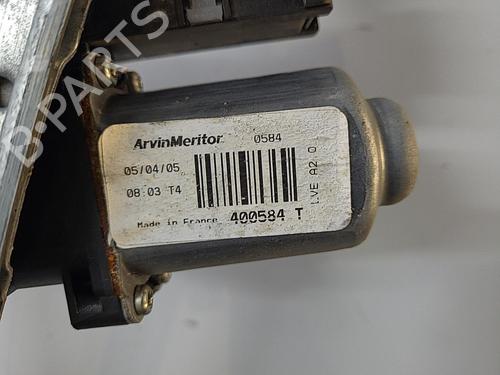 B-PARTS
ArvinMeritor 0584
05/04/05
08:03 T4
LVE A2 0
Made in France 400584 T